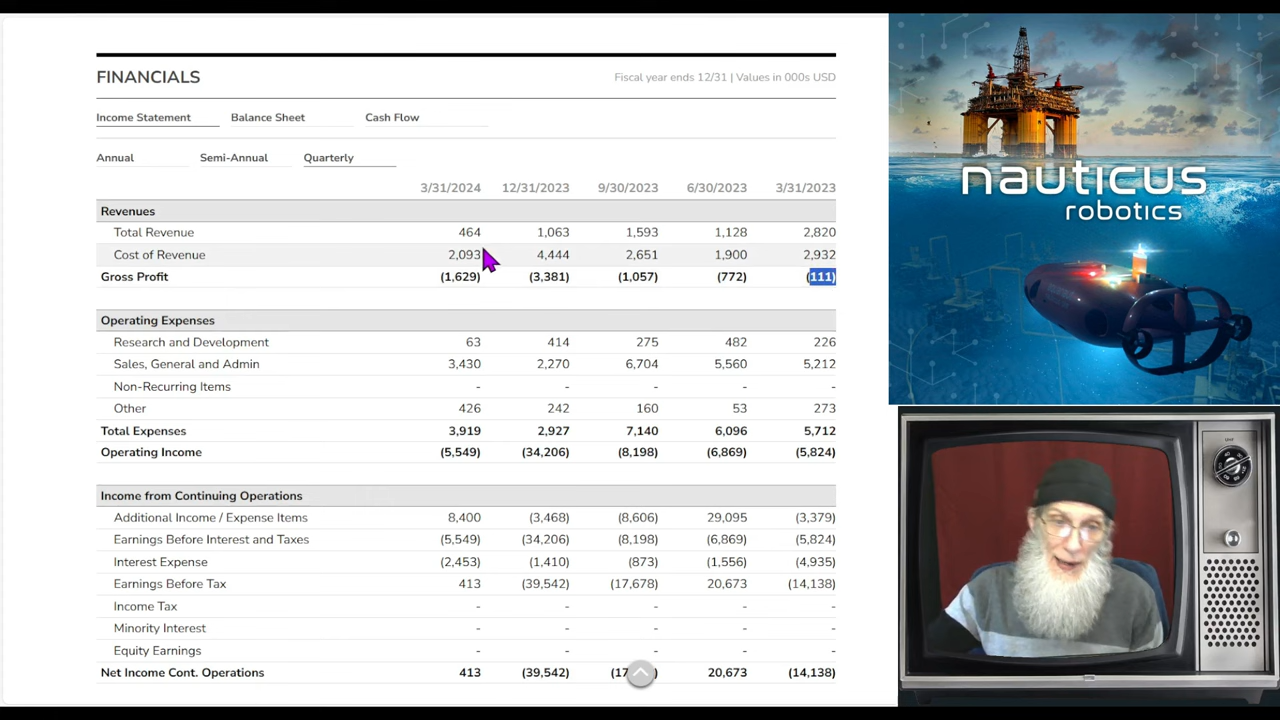 FINANCIALS Fiscal year ends 12/31 | Values in 000s USD
Income Statement Balance Sheet Cash Flow
Annual Semi-Annual Quarterly
3/31/2024 12/31/2023 9/30/2023 6/30/2023 3/31/2023
Revenues
Total Revenue 464 1,063 1,593 1,128 2,820
Cost of Revenue 2,093 4,444 2,651 1,900 2,932
Gross Profit (1,629) (3,381) (1,057) (772) (111)
Operating Expenses
Research and Development 63 414 275 482 226
Sales, General and Admin 3,430 2,270 6,704 5,560 5,212
Non-Recurring Items - - - - -
Other 426 242 160 53 273
Total Expenses 3,919 2,927 7,140 6,096 5,712
Operating Income (5,549) (34,206) (8,198) (6,869) (5,824)
Income from Continuing Operations
Additional Income / Expense Items 8,400 (3,468) (8,606) 29,095 (3,379)
Earnings Before Interest and Taxes (5,549) (34,206) (8,198) (6,869) (5,824)
Interest Expense (2,453) (1,410) (873) (1,556) (4,935)
Earnings Before Tax 413 (39,542) (17,678) 20,673 (14,138)
Income Tax - - - - -
Minority Interest - - - - -
Equity Earnings - - - - -
Net Income Cont. Operations 413 (39,542) 20,673 (14,138)
nauticus
robotics